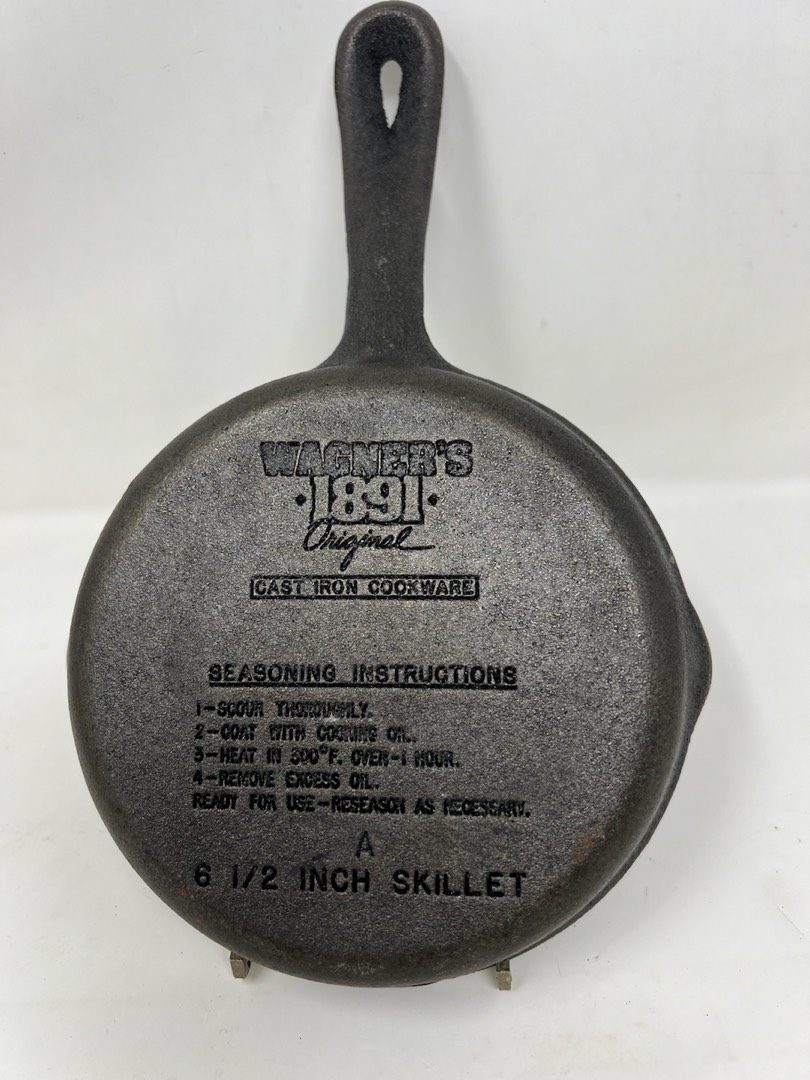 WAGNER'S
·1891·
Original
CAST IRON COOKWARE
SEASONING INSTRUCTIONS
1-SCOUR THOROUGHLY.
2-COAT WITH COOKING OIL.
3-HEAT IN 300°F. OVEN-1 HOUR.
4-REMOVE EXCESS OIL.
READY FOR USE-RESEASON AS NECESSARY.
A
6 1/2 INCH SKILLET